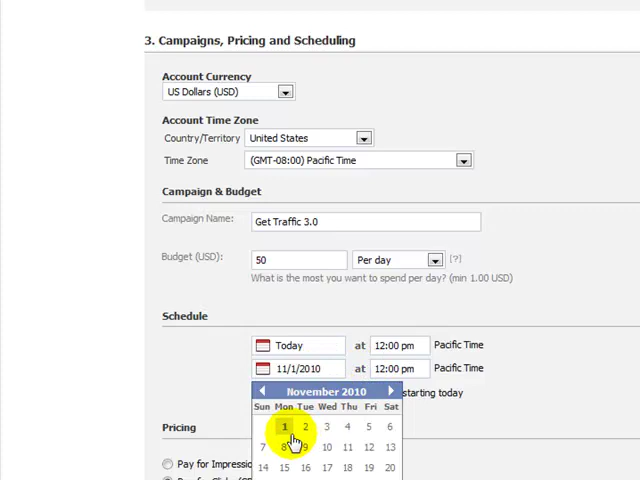 3. Campaigns, Pricing and Scheduling
Account Currency
US Dollars (USD)
Account Time Zone
Country/Territory United States
Time Zone (GMT-08:00) Pacific Time
Campaign & Budget
Campaign Name: Get Traffic 3.0
Budget (USD): 50 Per day [?]
What is the most you want to spend per day? (min 1.00 USD)
Schedule
Today at 12:00 pm Pacific Time
11/1/2010 at 12:00 pm Pacific Time
November 2010 starting today
Sun Mon Tue Wed Thu Fri Sat
Pricing 1 2 3 4 5 6
7 8 9 10 11 12 13
Pay for Impressio 14 15 16 17 18 19 20